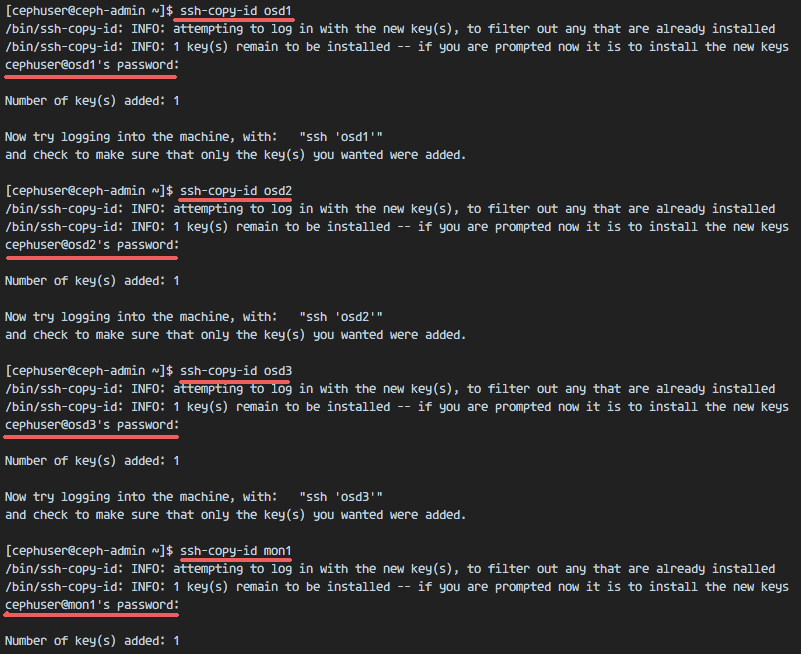 [cephuser@ceph-admin ~]$ ssh-copy-id osd1
/bin/ssh-copy-id: INFO: attempting to log in with the new key(s), to filter out any that are already installed
/bin/ssh-copy-id: INFO: 1 key(s) remain to be installed -- if you are prompted now it is to install the new keys
cephuser@osd1's password:
Number of key(s) added: 1
Now try logging into the machine, with:   "ssh 'osd1'"
and check to make sure that only the key(s) you wanted were added.
[cephuser@ceph-admin ~]$ ssh-copy-id osd2
/bin/ssh-copy-id: INFO: attempting to log in with the new key(s), to filter out any that are already installed
/bin/ssh-copy-id: INFO: 1 key(s) remain to be installed -- if you are prompted now it is to install the new keys
cephuser@osd2's password:
Number of key(s) added: 1
Now try logging into the machine, with:   "ssh 'osd2'"
and check to make sure that only the key(s) you wanted were added.
[cephuser@ceph-admin ~]$ ssh-copy-id osd3
/bin/ssh-copy-id: INFO: attempting to log in with the new key(s), to filter out any that are already installed
/bin/ssh-copy-id: INFO: 1 key(s) remain to be installed -- if you are prompted now it is to install the new keys
cephuser@osd3's password:
Number of key(s) added: 1
Now try logging into the machine, with:   "ssh 'osd3'"
and check to make sure that only the key(s) you wanted were added.
[cephuser@ceph-admin ~]$ ssh-copy-id mon1
/bin/ssh-copy-id: INFO: attempting to log in with the new key(s), to filter out any that are already installed
/bin/ssh-copy-id: INFO: 1 key(s) remain to be installed -- if you are prompted now it is to install the new keys
cephuser@mon1's password:
Number of key(s) added: 1